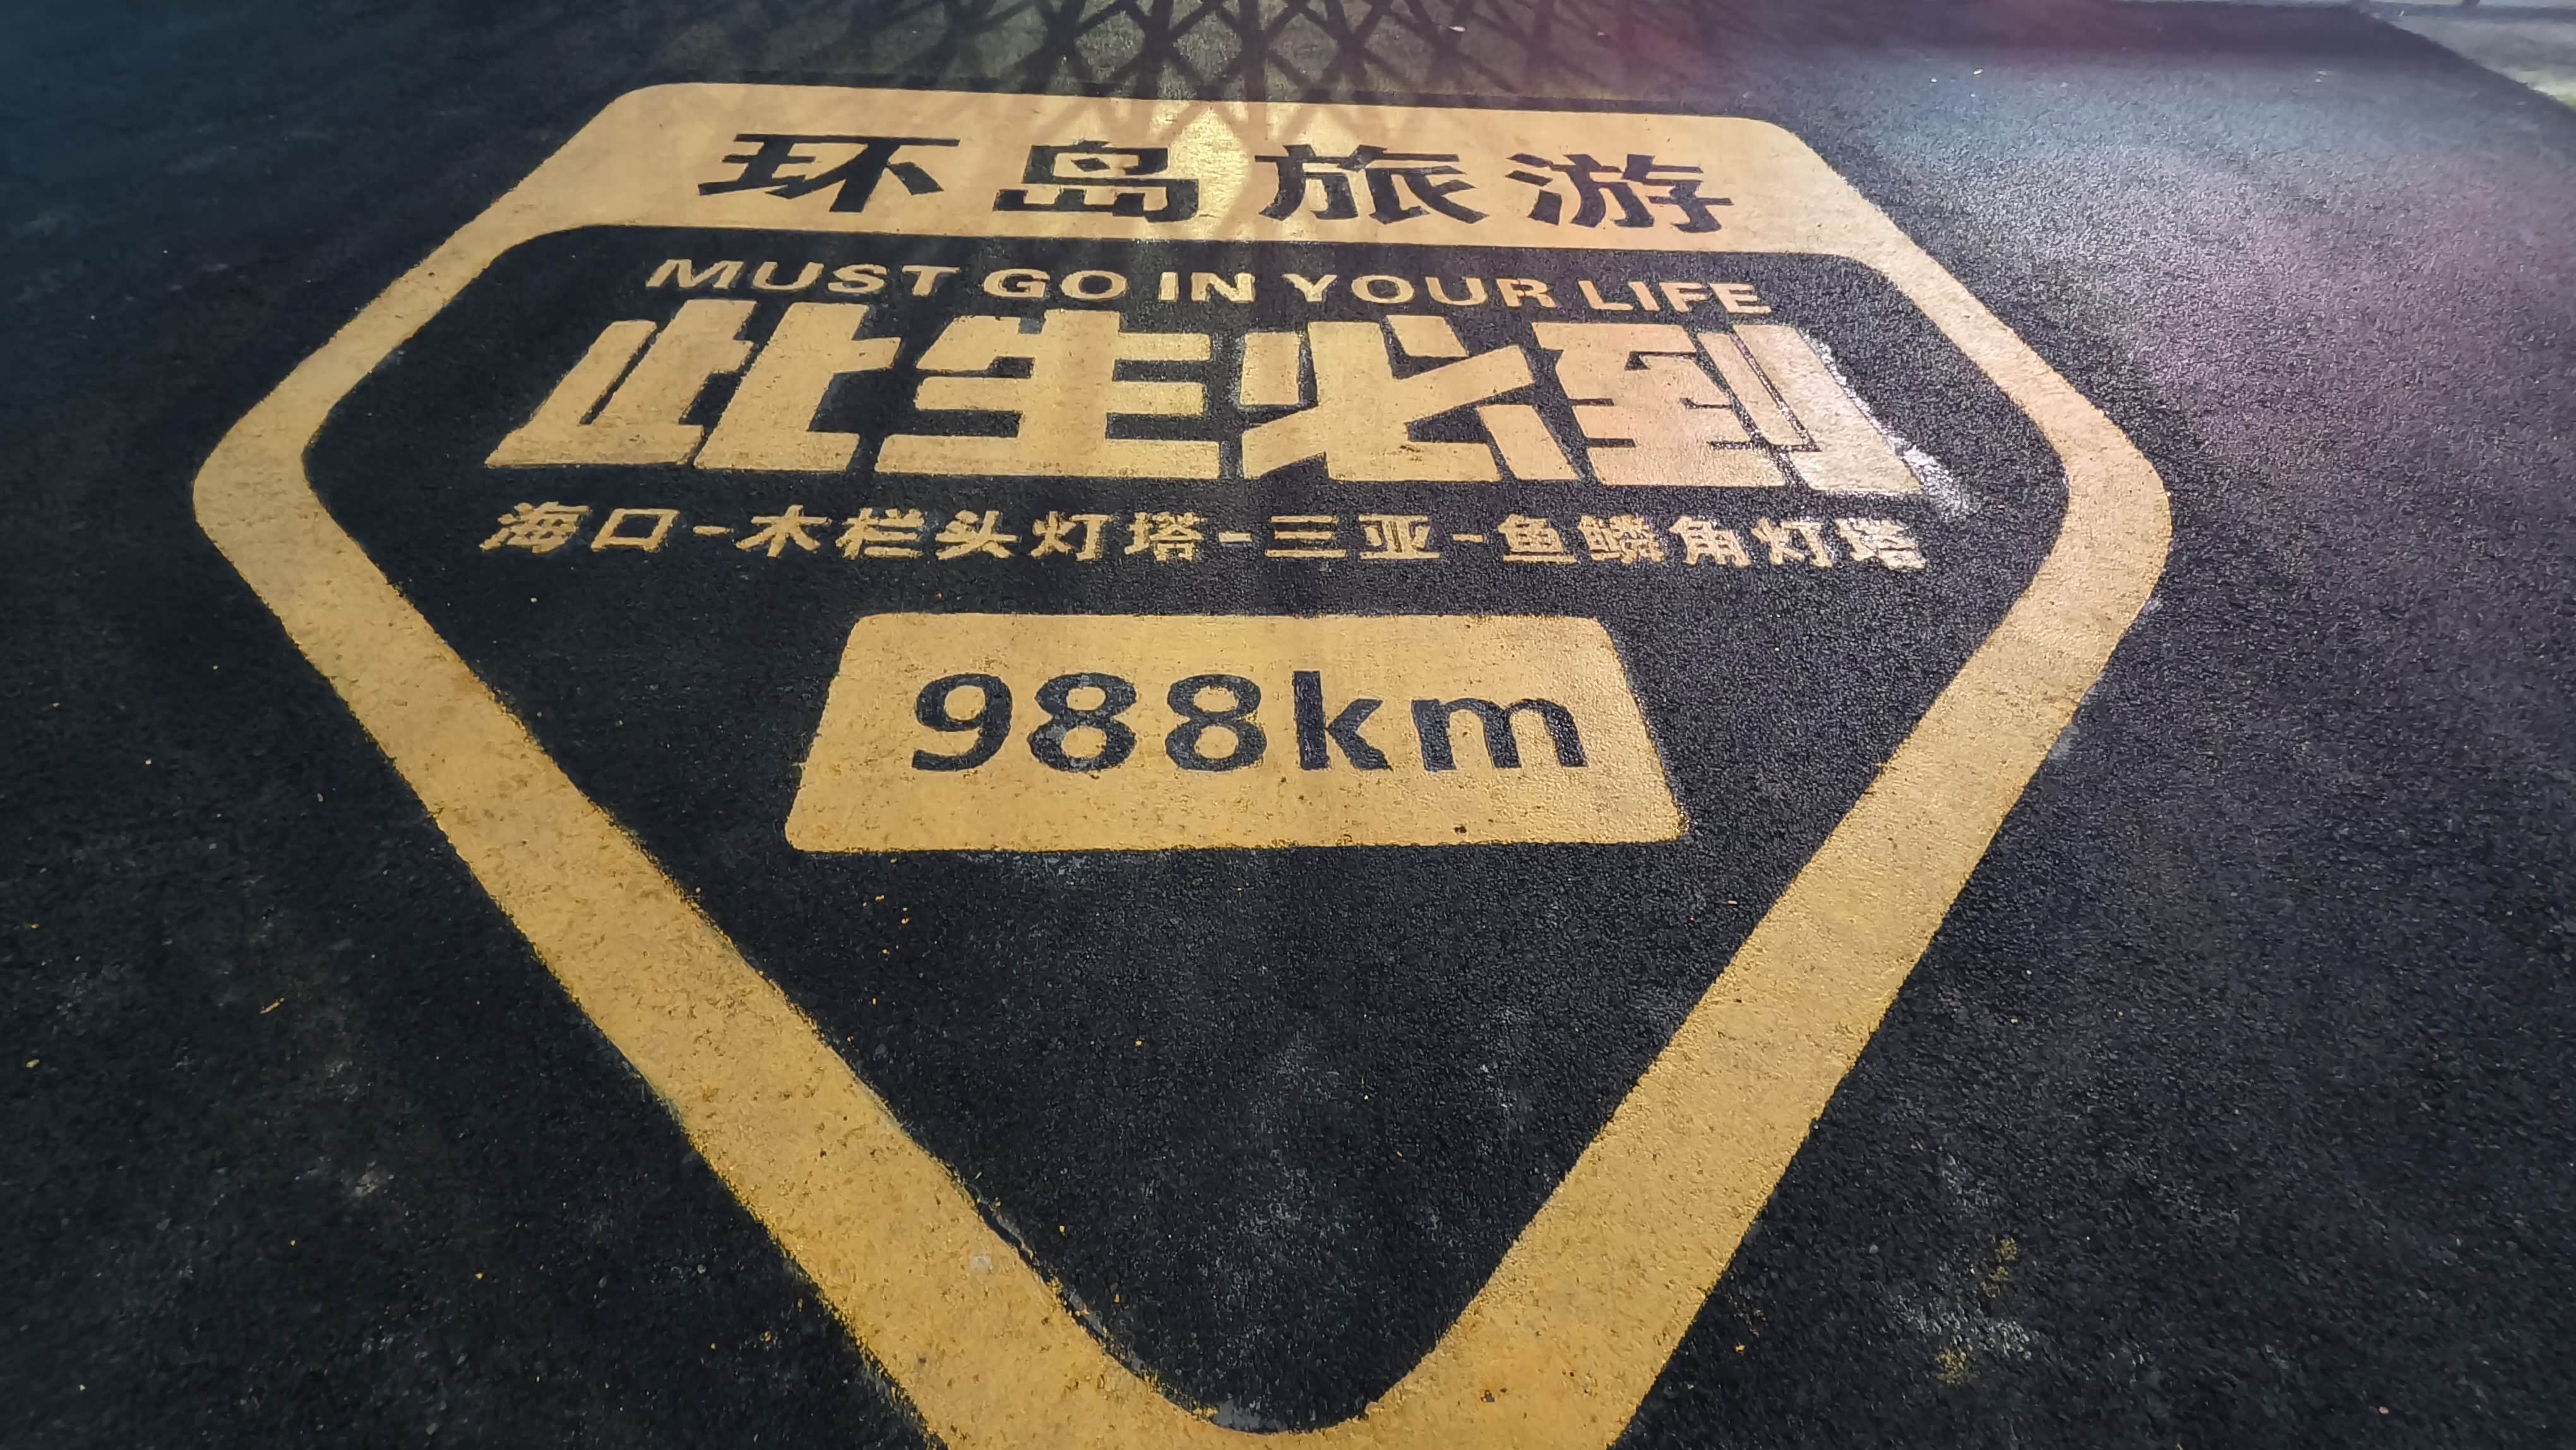 环岛旅游
MUST GO IN YOUR LIFE
此生必到
海口-木栏头灯塔-三亚-鱼鳞角灯塔
988km